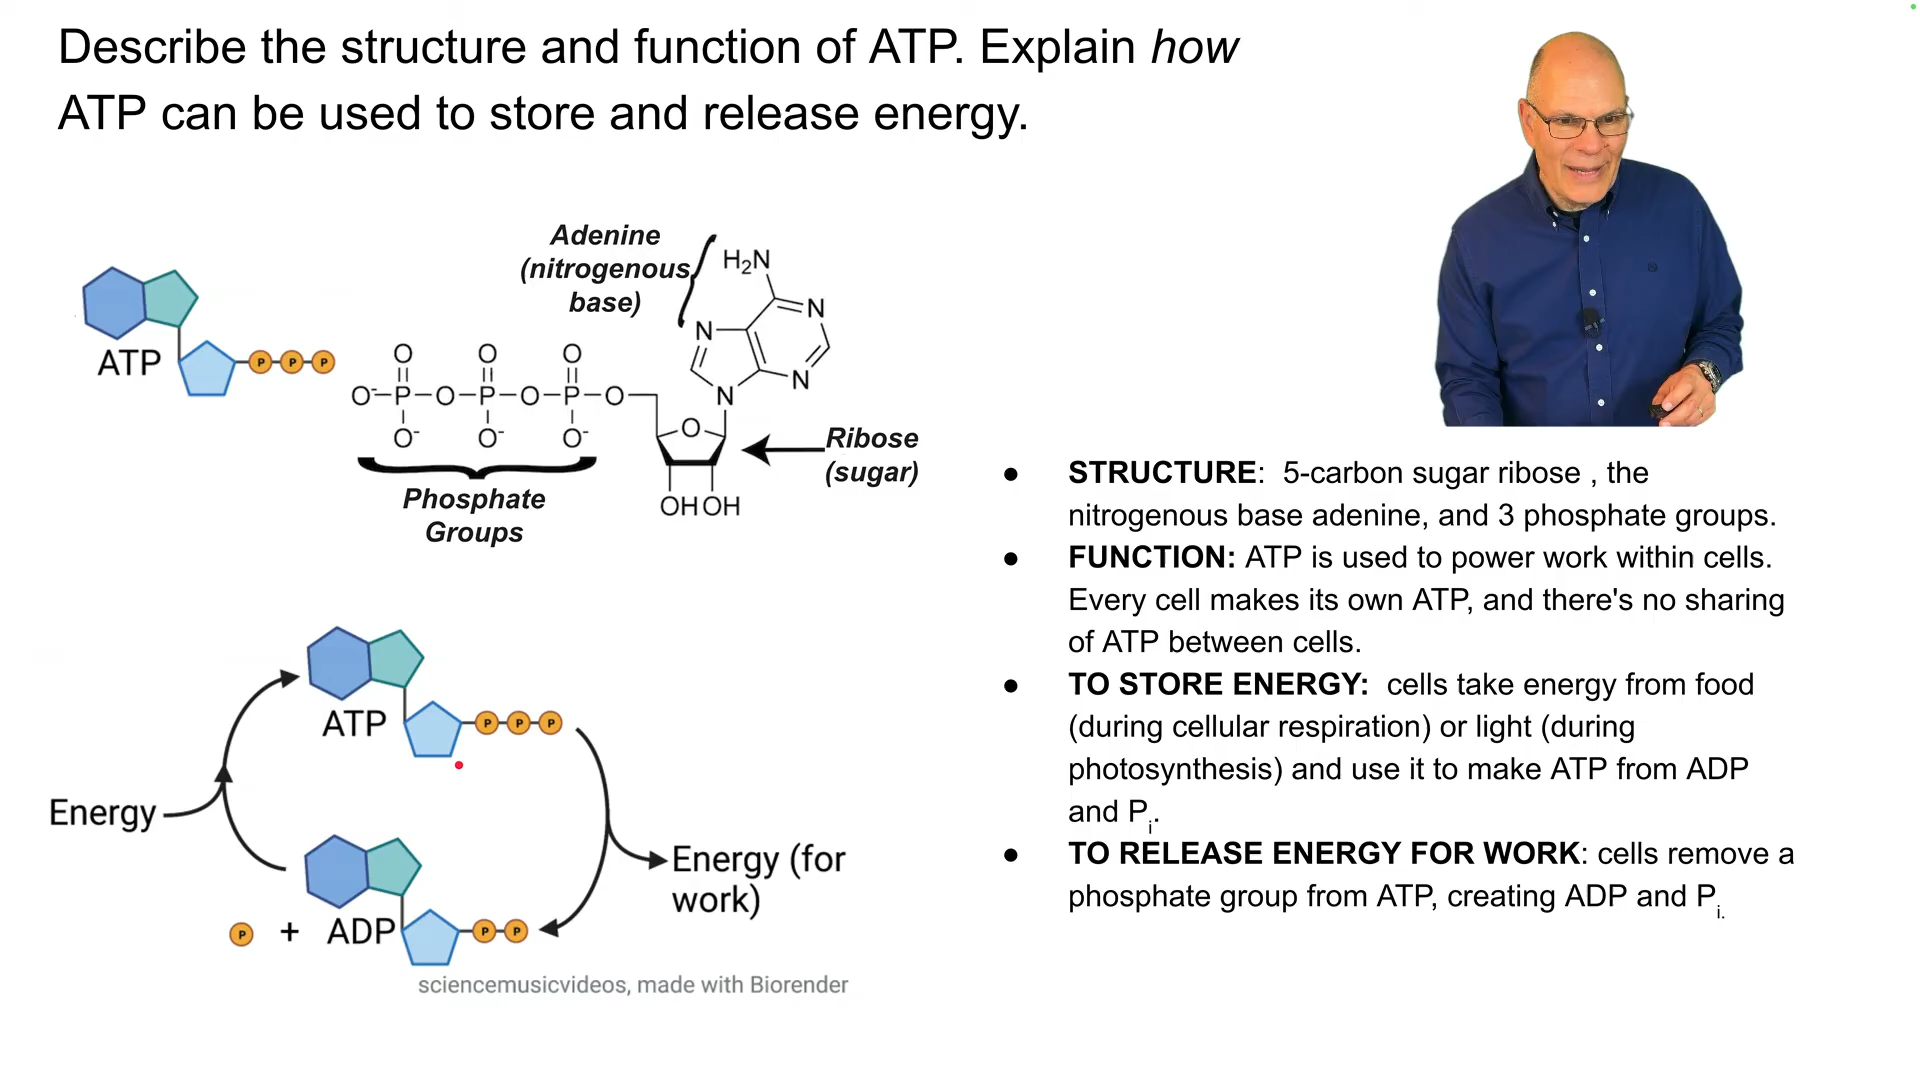 Describe the structure and function of ATP. Explain how
ATP can be used to store and release energy.
Adenine
(nitrogenous
base)
H₂N
N
N
N
N
ATP
P P P
O O O
O⁻–P–O–P–O–P–O
O⁻ O⁻ O⁻
O
OH OH
Ribose
(sugar)
Phosphate
Groups
ATP
P P P
Energy
Energy (for
work)
P + ADP
P P
sciencemusicvideos, made with Biorender
● STRUCTURE: 5-carbon sugar ribose , the
nitrogenous base adenine, and 3 phosphate groups.
● FUNCTION: ATP is used to power work within cells.
Every cell makes its own ATP, and there's no sharing
of ATP between cells.
● TO STORE ENERGY: cells take energy from food
(during cellular respiration) or light (during
photosynthesis) and use it to make ATP from ADP
and Pᵢ.
● TO RELEASE ENERGY FOR WORK: cells remove a
phosphate group from ATP, creating ADP and Pᵢ.